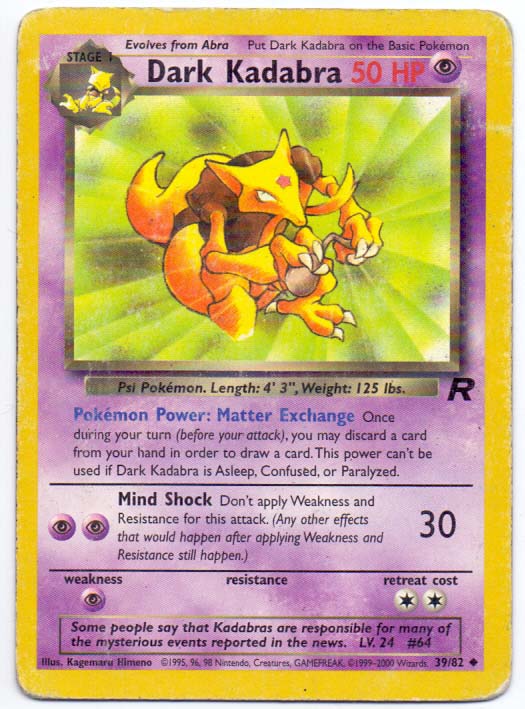 Evolves from Abra Put Dark Kadabra on the Basic Pokémon
STAGE 1
Dark Kadabra 50 HP
Psi Pokémon. Length: 4' 3", Weight: 125 lbs.
R
Pokémon Power: Matter Exchange Once
during your turn (before your attack), you may discard a card
from your hand in order to draw a card. This power can't be
used if Dark Kadabra is Asleep, Confused, or Paralyzed.
Mind Shock Don't apply Weakness and
Resistance for this attack. (Any other effects
that would happen after applying Weakness and
Resistance still happen.)
30
weakness resistance retreat cost
Some people say that Kadabras are responsible for many of
the mysterious events reported in the news. LV. 24 #64
Illus. Kagemaru Himeno ©1995, 96, 98 Nintendo, Creatures, GAMEFREAK. ©1999-2000 Wizards. 39/82 ◆